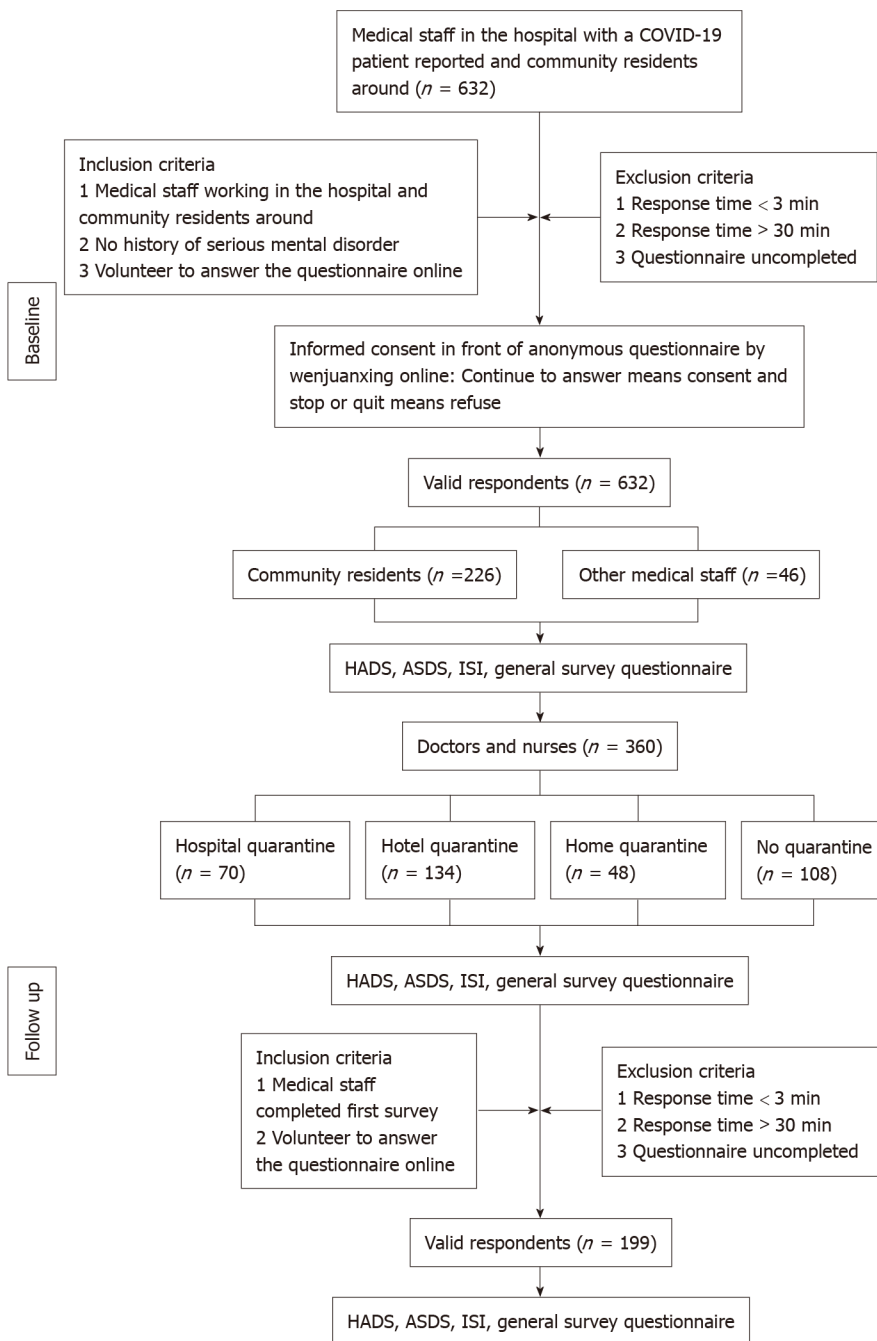 Medical staff in the hospital with a COVID-19
patient reported and community residents
around (n = 632)
Inclusion criteria
1 Medical staff working in the hospital and
community residents around
2 No history of serious mental disorder
3 Volunteer to answer the questionnaire online
Exclusion criteria
1 Response time < 3 min
2 Response time > 30 min
3 Questionnaire uncompleted
Baseline
Informed consent in front of anonymous questionnaire by
wenjuanxing online: Continue to answer means consent and
stop or quit means refuse
Valid respondents (n = 632)
Community residents (n =226)
Other medical staff (n =46)
HADS, ASDS, ISI, general survey questionnaire
Doctors and nurses (n = 360)
Hospital quarantine
(n = 70)
Hotel quarantine
(n = 134)
Home quarantine
(n = 48)
No quarantine
(n = 108)
HADS, ASDS, ISI, general survey questionnaire
Follow up
Inclusion criteria
1 Medical staff
completed first survey
2 Volunteer to answer
the questionnaire online
Exclusion criteria
1 Response time < 3 min
2 Response time > 30 min
3 Questionnaire uncompleted
Valid respondents (n = 199)
HADS, ASDS, ISI, general survey questionnaire